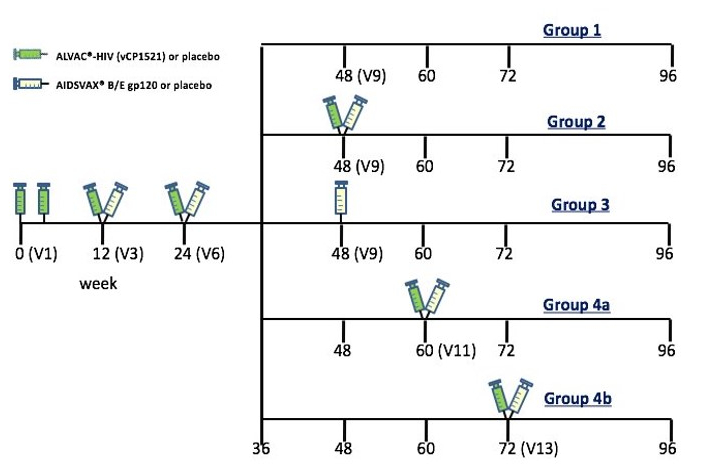 Group 1
ALVAC®-HIV (vCP1521) or placebo
AIDSVAX® B/E gp120 or placebo
48 (V9) 60 72 96
Group 2
48 (V9) 60 72 96
Group 3
0 (V1) 12 (V3) 24 (V6) 48 (V9) 60 72 96
week
Group 4a
48 60 (V11) 72 96
Group 4b
36 48 60 72 (V13) 96